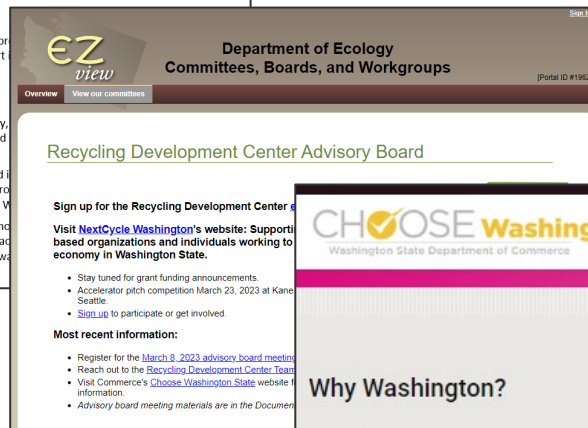 Sign I
EZ
view
Department of Ecology
Committees, Boards, and Workgroups
[Portal ID #1962
Overview View our committees
Recycling Development Center Advisory Board
Sign up for the Recycling Development Center e
Visit NextCycle Washington's website: Supporti
based organizations and individuals working to
economy in Washington State.
• Stay tuned for grant funding announcements.
• Accelerator pitch competition March 23, 2023 at Kane
Seattle.
• Sign up to participate or get involved.
Most recent information:
• Register for the March 8, 2023 advisory board meeting
• Reach out to the Recycling Development Center Team
• Visit Commerce's Choose Washington State website f
information.
• Advisory board meeting materials are in the Documen
CHOOSE Washing
Washington State Department of Commerce
Why Washington?